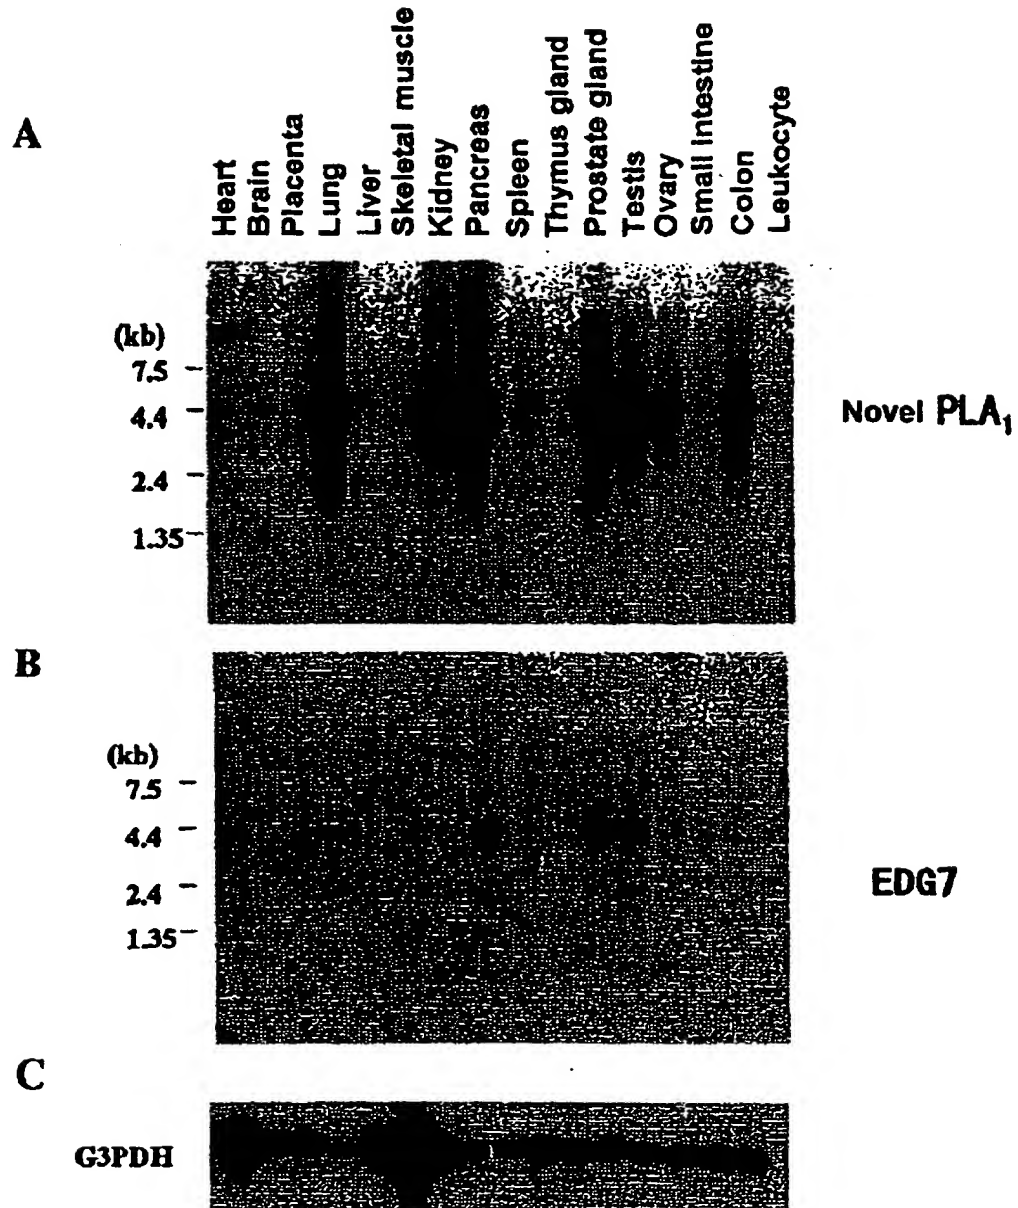 A
Heart
Brain
Placenta
Lung
Liver
Skeletal muscle
Kidney
Pancreas
Spleen
Thymus gland
Prostate gland
Testis
Ovary
Small intestine
Colon
Leukocyte
(kb)
7.5
4.4
2.4
1.35
Novel PLA₁
B
(kb)
7.5
4.4
2.4
1.35
EDG7
C
G3PDH